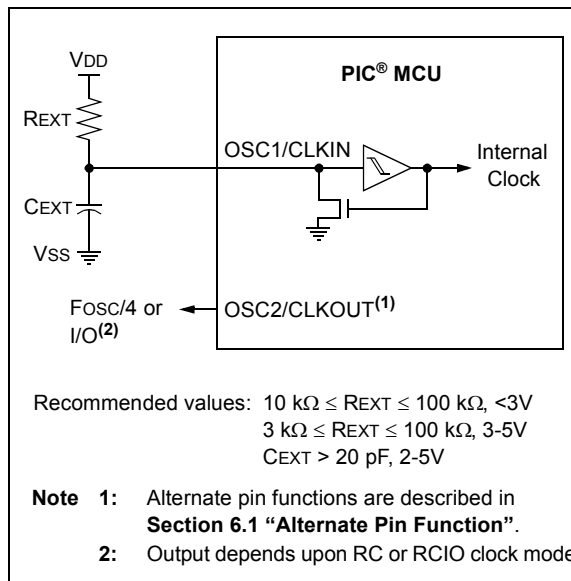 VDD
PIC® MCU
REXT
OSC1/CLKIN
Internal
Clock
CEXT
VSS
FOSC/4 or
I/O(2)
OSC2/CLKOUT(1)
Recommended values: 10 kΩ ≤ REXT ≤ 100 kΩ, <3V
3 kΩ ≤ REXT ≤ 100 kΩ, 3-5V
CEXT > 20 pF, 2-5V
Note 1: Alternate pin functions are described in
Section 6.1 “Alternate Pin Function”.
2: Output depends upon RC or RCIO clock mode